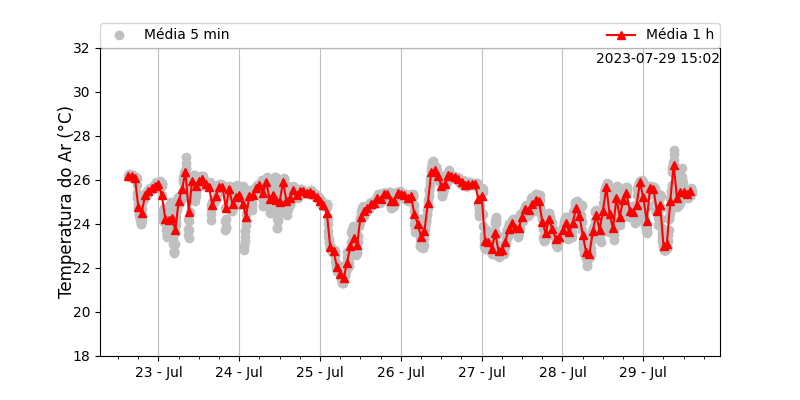 Média 5 min
Média 1 h
2023-07-29 15:02
Temperatura do Ar (°C)
32
30
28
26
24
22
20
18
23 - Jul
24 - Jul
25 - Jul
26 - Jul
27 - Jul
28 - Jul
29 - Jul